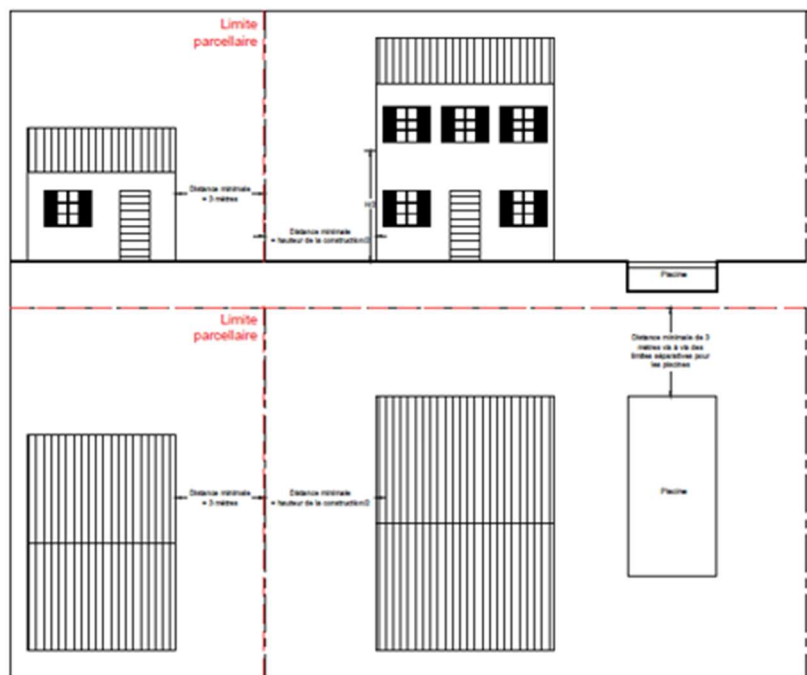 Limite
parcellaire
Distance minimale
= 3 mètres
Distance minimale
= hauteur de la construction/2
Piscine
Limite
parcellaire
Distance minimale de 3
mètres vis à vis des
limites séparatives pour
les piscines
Distance minimale
= 3 mètres
Distance minimale
= hauteur de la construction/2
Piscine